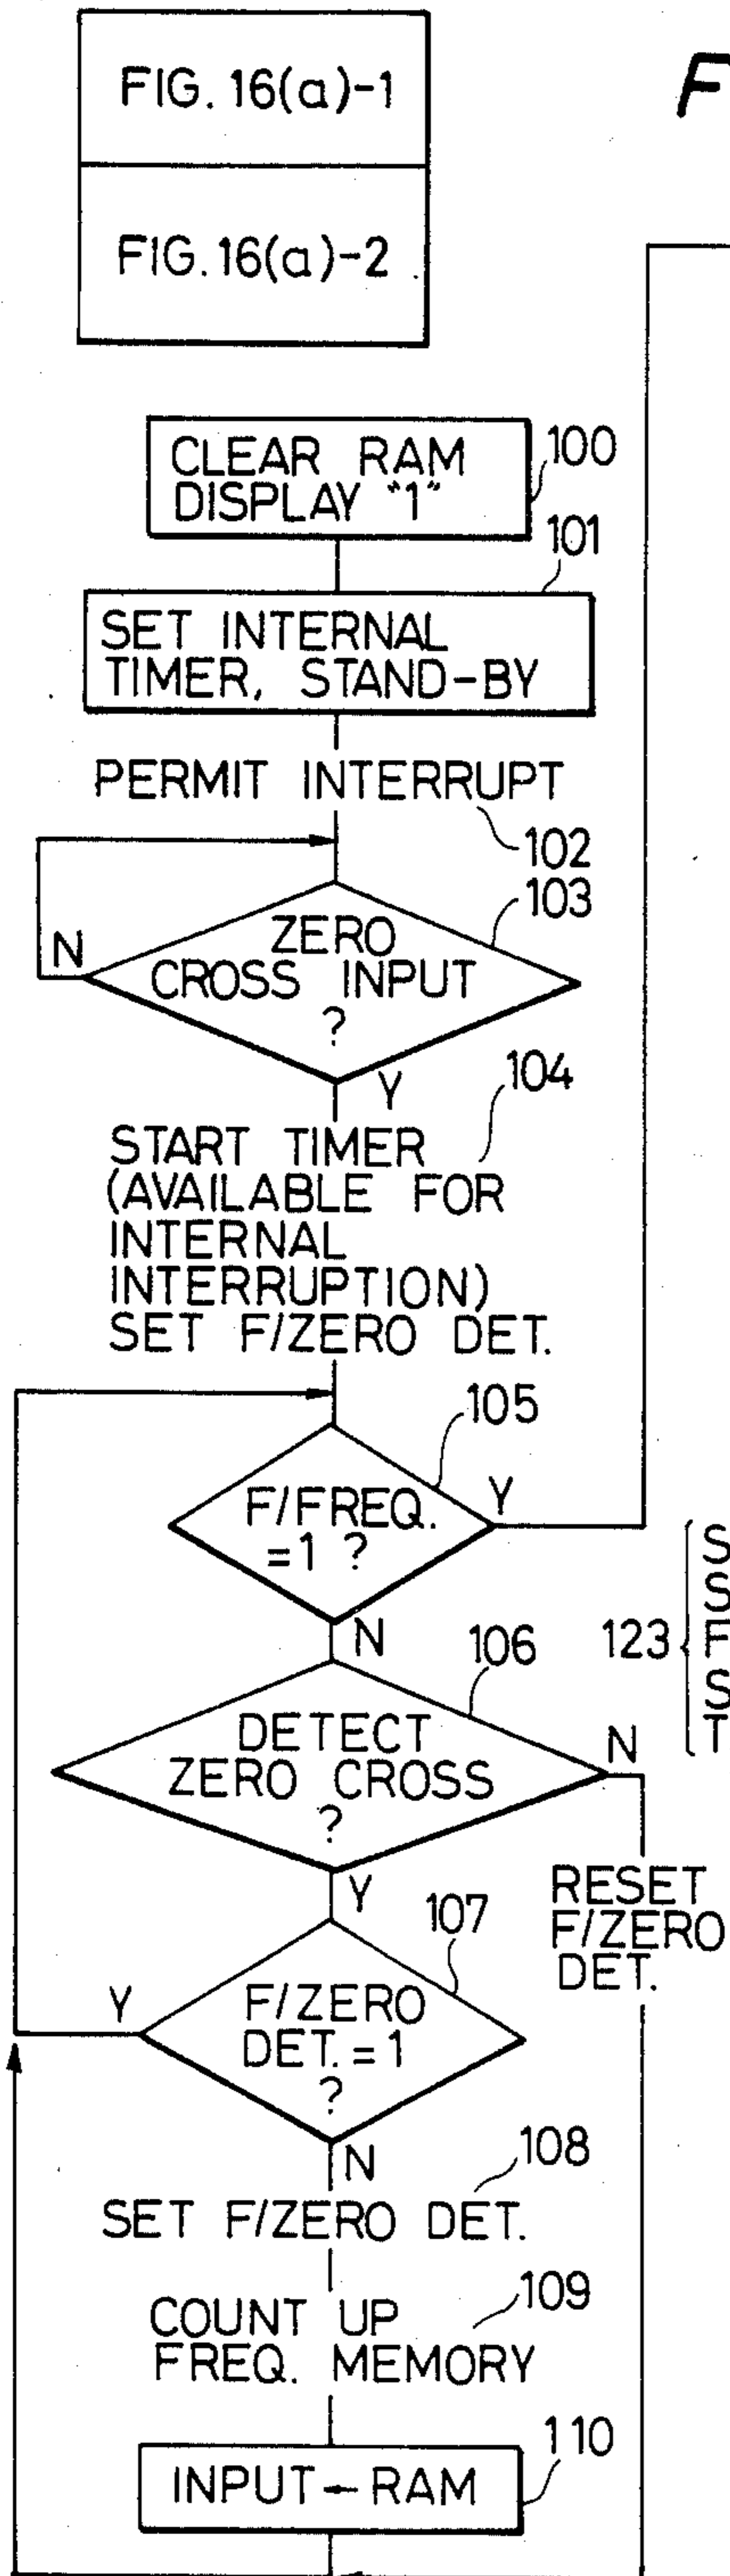 FIG. 16(a)-1
F
FIG. 16(a)-2
CLEAR RAM
DISPLAY "1"
100
101
SET INTERNAL
TIMER, STAND-BY
PERMIT INTERRUPT
102
103
ZERO
CROSS INPUT
?
N
Y
104
START TIMER
(AVAILABLE FOR
INTERNAL
INTERRUPTION)
SET F/ZERO DET.
105
F/FREQ.
=1 ?
Y
N
123
S
S
F
S
T
106
DETECT
ZERO CROSS
?
N
Y
RESET
F/ZERO
DET.
107
F/ZERO
DET.=1
?
Y
N
108
SET F/ZERO DET.
109
COUNT UP
FREQ. MEMORY
110
INPUT ← RAM